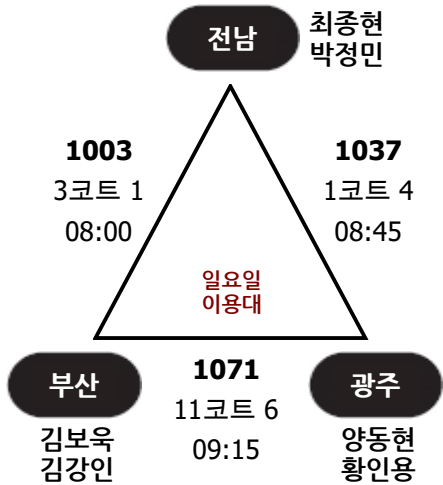 전남
최종현
박정민
1003
3코트 1
08:00
1037
1코트 4
08:45
일요일
이용대
부산
김보욱
김강인
1071
11코트 6
09:15
광주
양동현
황인용